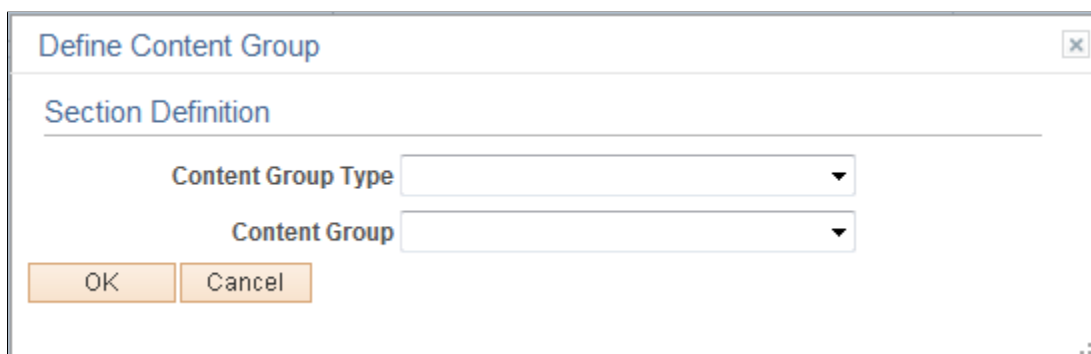 Define Content Group
Section Definition
Content Group Type
Content Group
OK Cancel